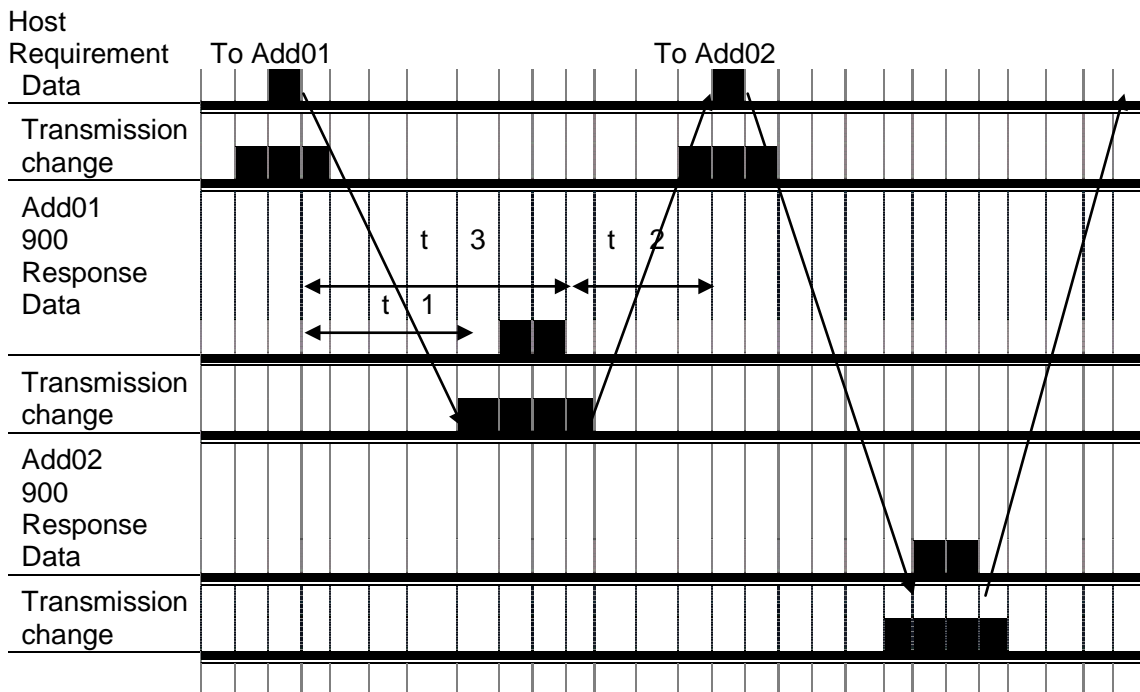 Host
Requirement
Data
To Add01
To Add02
Transmission
change
Add01
900
Response
Data
t 3
t 2
t 1
Transmission
change
Add02
900
Response
Data
Transmission
change